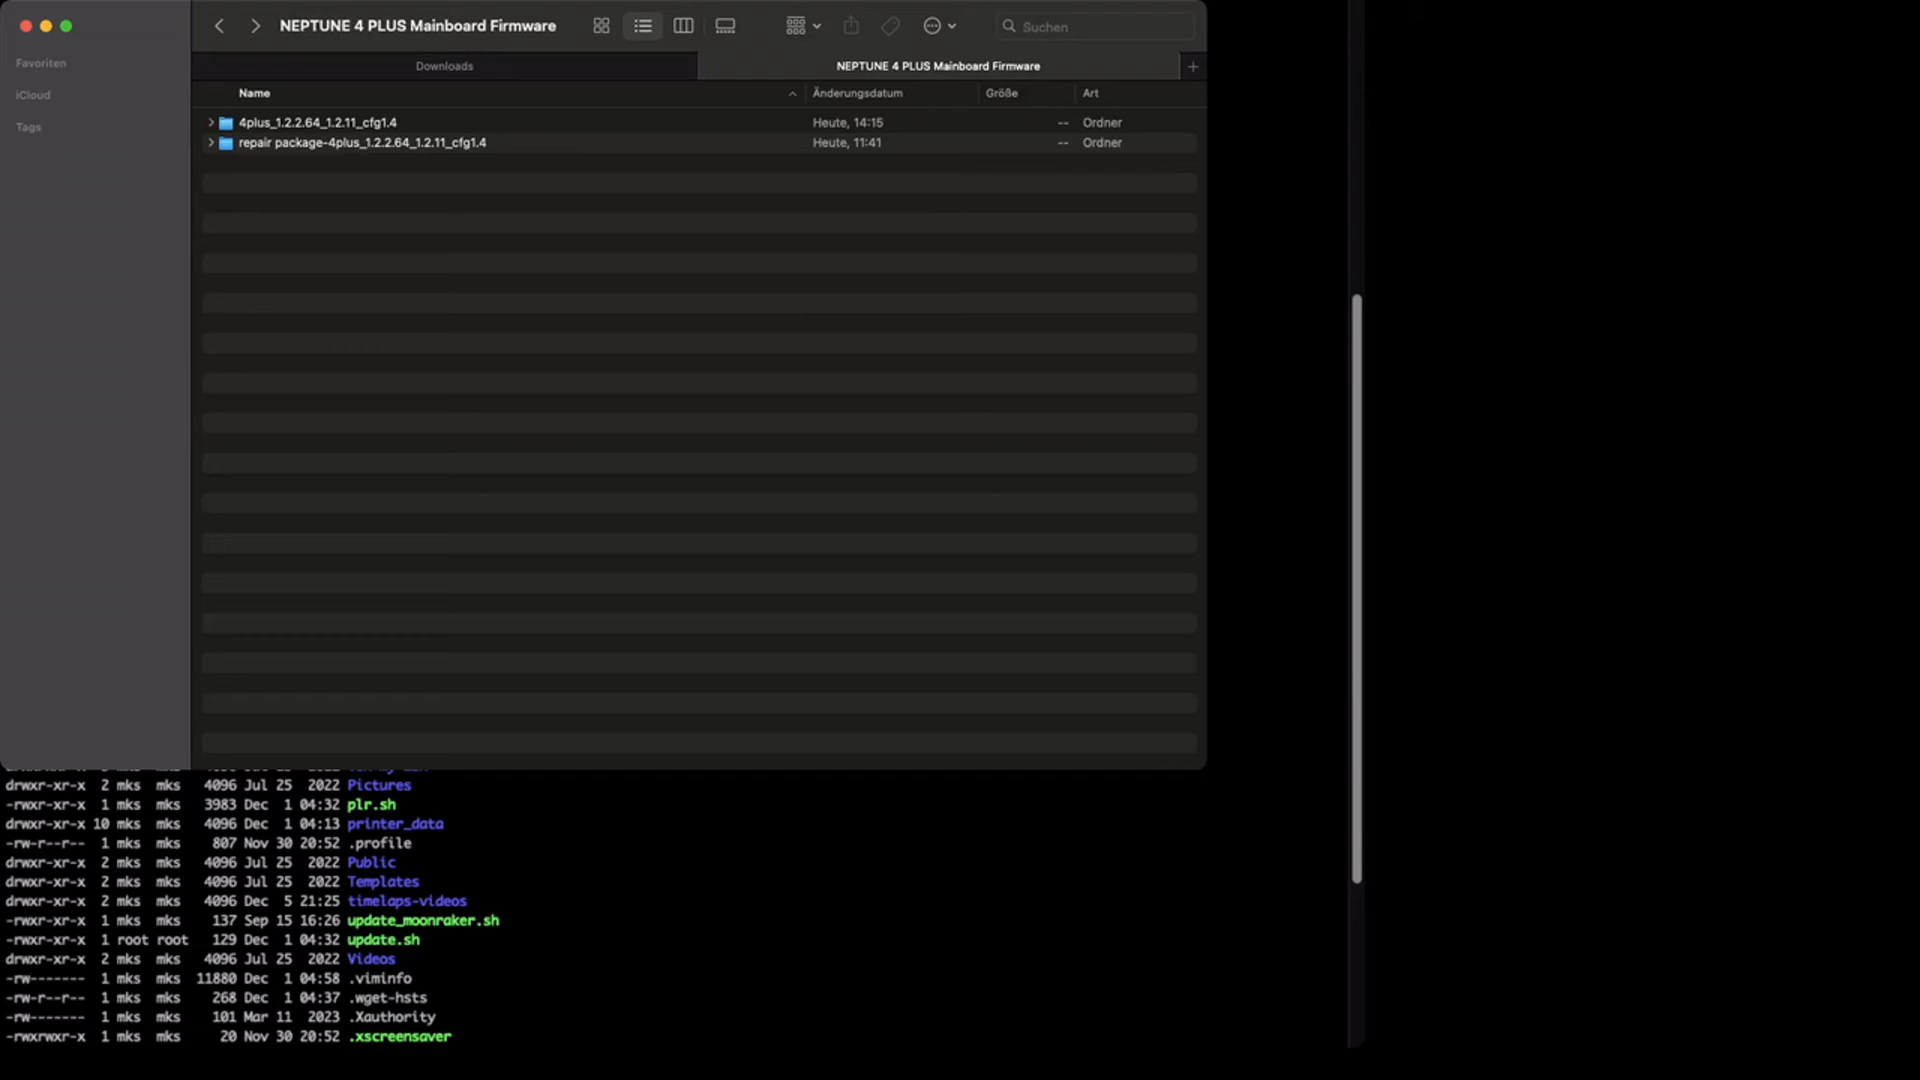 NEPTUNE 4 PLUS Mainboard Firmware
Suchen
Favoriten
iCloud
Tags
Downloads
NEPTUNE 4 PLUS Mainboard Firmware
Name Änderungsdatum Größe Art
4plus_1.2.2.64_1.2.11_cfg1.4 Heute, 14:15 -- Ordner
repair package-4plus_1.2.2.64_1.2.11_cfg1.4 Heute, 11:41 -- Ordner
drwxr-xr-x 2 mks mks 4096 Jul 25 2022 Pictures
-rwxr-xr-x 1 mks mks 3983 Dec 1 04:32 plr.sh
drwxr-xr-x 10 mks mks 4096 Dec 1 04:13 printer_data
-rw-r--r-- 1 mks mks 807 Nov 30 20:52 .profile
drwxr-xr-x 2 mks mks 4096 Jul 25 2022 Public
drwxr-xr-x 2 mks mks 4096 Jul 25 2022 Templates
drwxr-xr-x 2 mks mks 4096 Dec 5 21:25 timelaps-videos
-rwxr-xr-x 1 mks mks 137 Sep 15 16:26 update_moonraker.sh
-rwxr-xr-x 1 root root 129 Dec 1 04:32 update.sh
drwxr-xr-x 2 mks mks 4096 Jul 25 2022 Videos
-rw------- 1 mks mks 11880 Dec 1 04:58 .viminfo
-rw-r--r-- 1 mks mks 268 Dec 1 04:37 .wget-hsts
-rw------- 1 mks mks 101 Mar 11 2023 .Xauthority
-rwxrwxr-x 1 mks mks 20 Nov 30 20:52 .xscreensaver